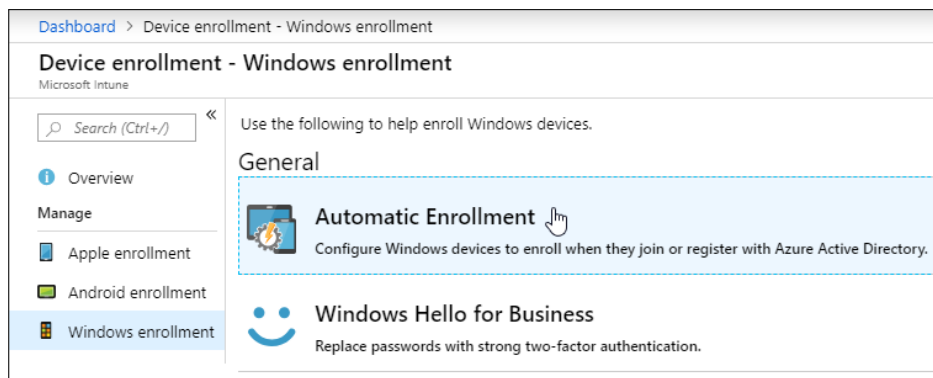 Dashboard > Device enrollment - Windows enrollment
Device enrollment - Windows enrollment
Microsoft Intune
Search (Ctrl+/)
«
Overview
Manage
Apple enrollment
Android enrollment
Windows enrollment
Use the following to help enroll Windows devices.
General
Automatic Enrollment
Configure Windows devices to enroll when they join or register with Azure Active Directory.
Windows Hello for Business
Replace passwords with strong two-factor authentication.